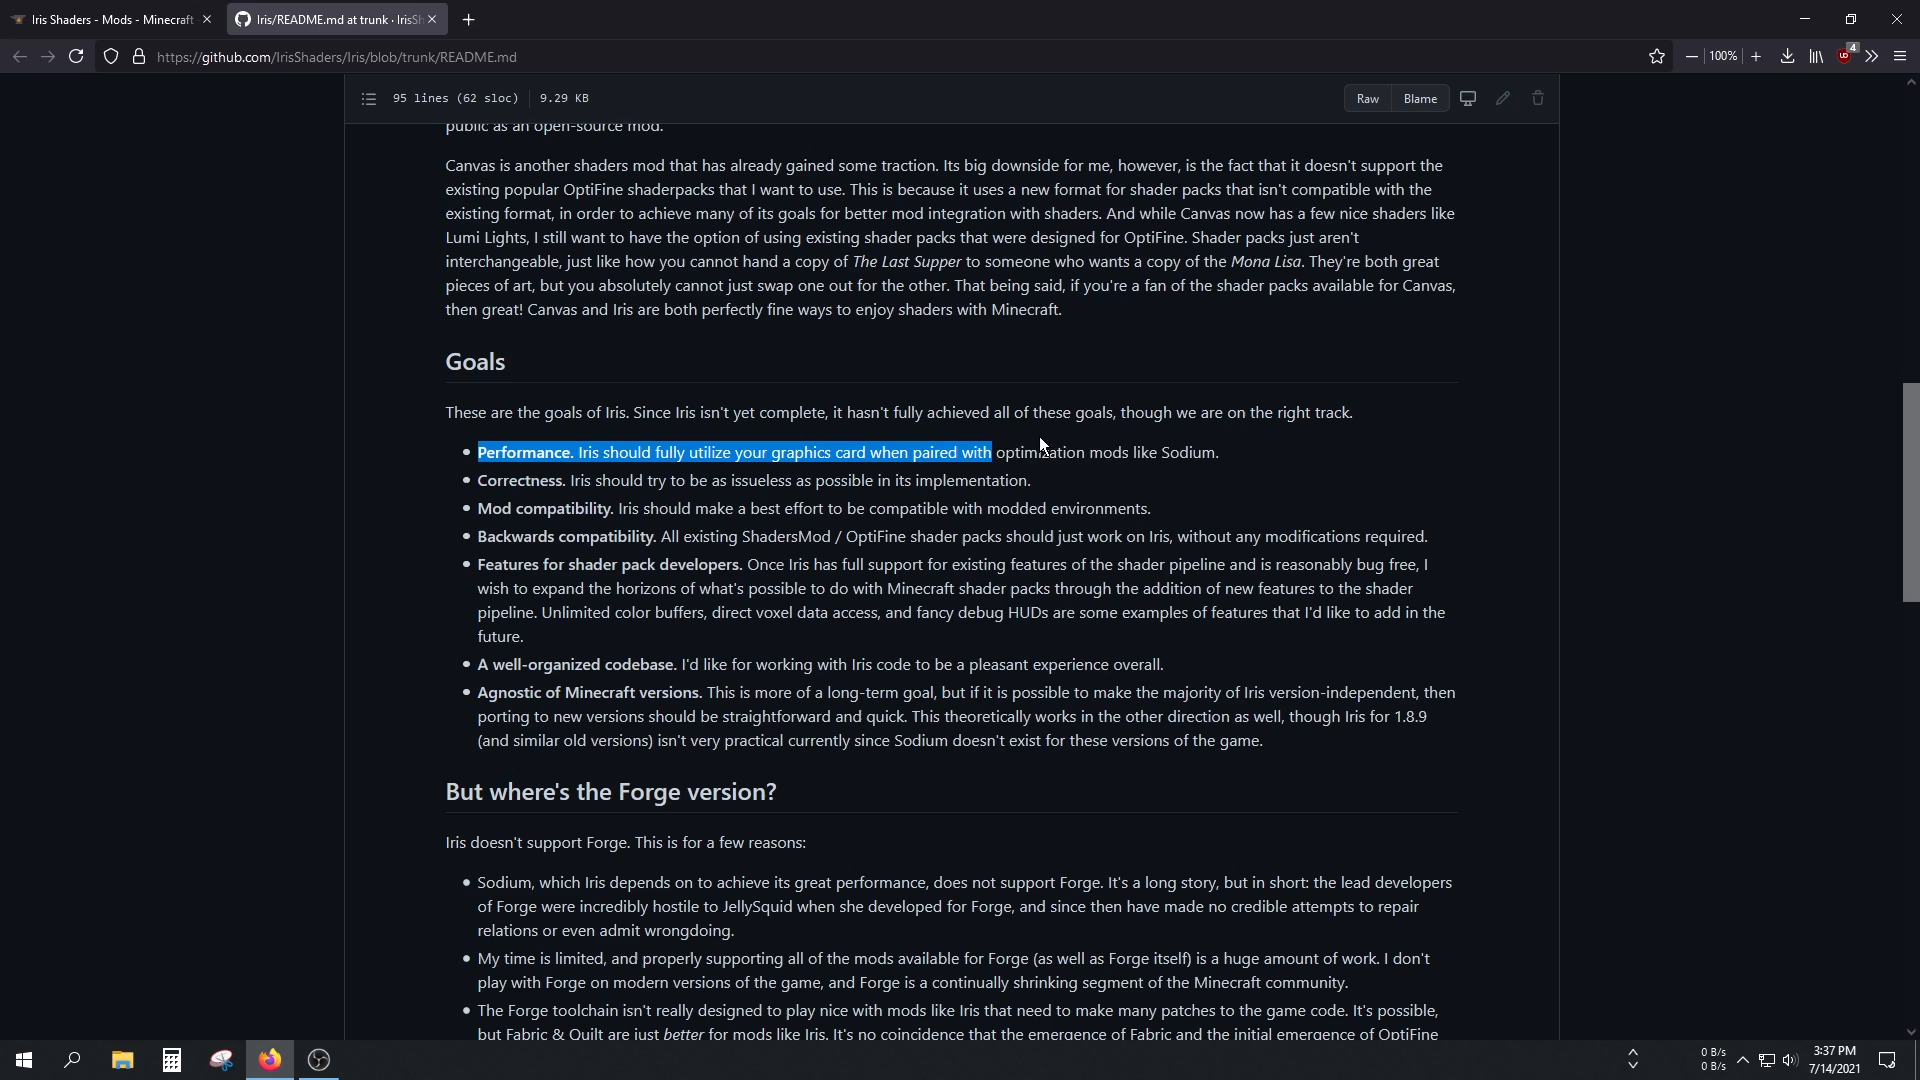 Iris Shaders - Mods - Minecraft
Iris/README.md at trunk · IrisSh
https://github.com/IrisShaders/Iris/blob/trunk/README.md
100%
4
95 lines (62 sloc)
9.29 KB
Raw
Blame
public as an open-source mod.
Canvas is another shaders mod that has already gained some traction. Its big downside for me, however, is the fact that it doesn't support the
existing popular OptiFine shaderpacks that I want to use. This is because it uses a new format for shader packs that isn't compatible with the
existing format, in order to achieve many of its goals for better mod integration with shaders. And while Canvas now has a few nice shaders like
Lumi Lights, I still want to have the option of using existing shader packs that were designed for OptiFine. Shader packs just aren't
interchangeable, just like how you cannot hand a copy of The Last Supper to someone who wants a copy of the Mona Lisa. They're both great
pieces of art, but you absolutely cannot just swap one out for the other. That being said, if you're a fan of the shader packs available for Canvas,
then great! Canvas and Iris are both perfectly fine ways to enjoy shaders with Minecraft.
Goals
These are the goals of Iris. Since Iris isn't yet complete, it hasn't fully achieved all of these goals, though we are on the right track.
• Performance. Iris should fully utilize your graphics card when paired with optimization mods like Sodium.
• Correctness. Iris should try to be as issueless as possible in its implementation.
• Mod compatibility. Iris should make a best effort to be compatible with modded environments.
• Backwards compatibility. All existing ShadersMod / OptiFine shader packs should just work on Iris, without any modifications required.
• Features for shader pack developers. Once Iris has full support for existing features of the shader pipeline and is reasonably bug free, I
wish to expand the horizons of what's possible to do with Minecraft shader packs through the addition of new features to the shader
pipeline. Unlimited color buffers, direct voxel data access, and fancy debug HUDs are some examples of features that I'd like to add in the
future.
• A well-organized codebase. I'd like for working with Iris code to be a pleasant experience overall.
• Agnostic of Minecraft versions. This is more of a long-term goal, but if it is possible to make the majority of Iris version-independent, then
porting to new versions should be straightforward and quick. This theoretically works in the other direction as well, though Iris for 1.8.9
(and similar old versions) isn't very practical currently since Sodium doesn't exist for these versions of the game.
But where's the Forge version?
Iris doesn't support Forge. This is for a few reasons:
• Sodium, which Iris depends on to achieve its great performance, does not support Forge. It's a long story, but in short: the lead developers
of Forge were incredibly hostile to JellySquid when she developed for Forge, and since then have made no credible attempts to repair
relations or even admit wrongdoing.
• My time is limited, and properly supporting all of the mods available for Forge (as well as Forge itself) is a huge amount of work. I don't
play with Forge on modern versions of the game, and Forge is a continually shrinking segment of the Minecraft community.
• The Forge toolchain isn't really designed to play nice with mods like Iris that need to make many patches to the game code. It's possible,
but Fabric & Quilt are just better for mods like Iris. It's no coincidence that the emergence of Fabric and the initial emergence of OptiFine
0 B/s
0 B/s
3:37 PM
7/14/2021